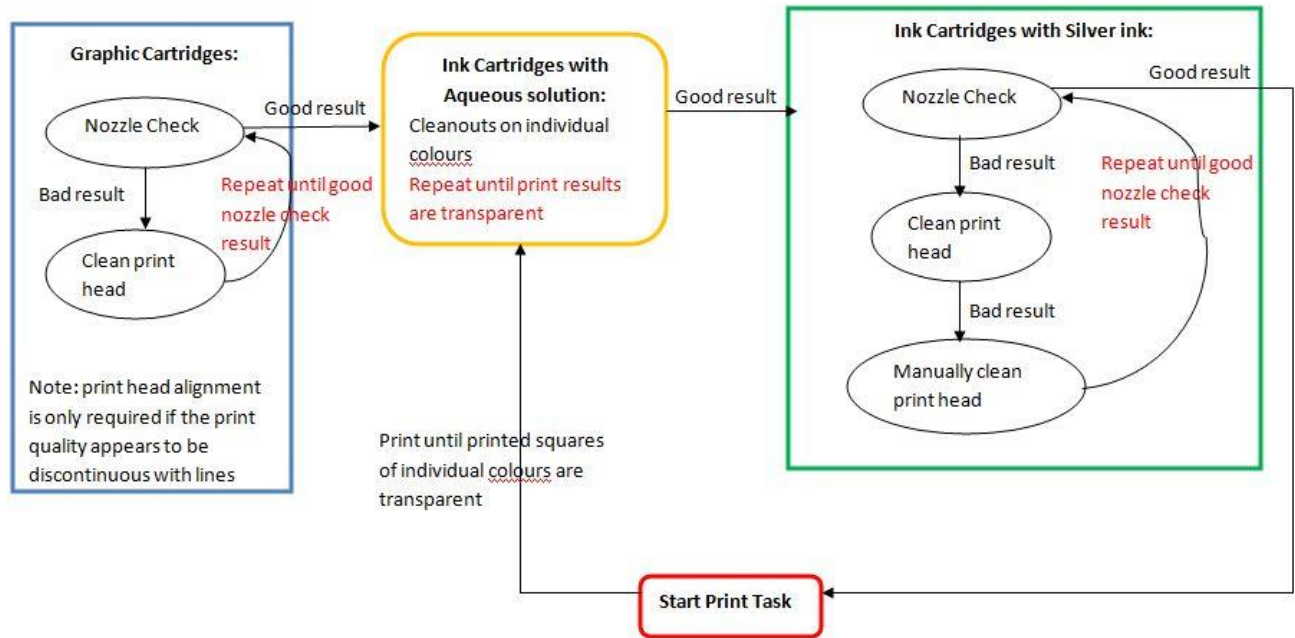 Graphic Cartridges:
Nozzle Check
Good result
Bad result
Repeat until good
nozzle check
result
Clean print
head
Note: print head alignment
is only required if the print
quality appears to be
discontinuous with lines
Ink Cartridges with
Aqueous solution:
Cleanouts on individual
colours
Repeat until print results
are transparent
Good result
Print until printed squares
of individual colours are
transparent
Ink Cartridges with Silver ink:
Nozzle Check
Good result
Bad result
Repeat until good
nozzle check
result
Clean print
head
Bad result
Manually clean
print head
Start Print Task